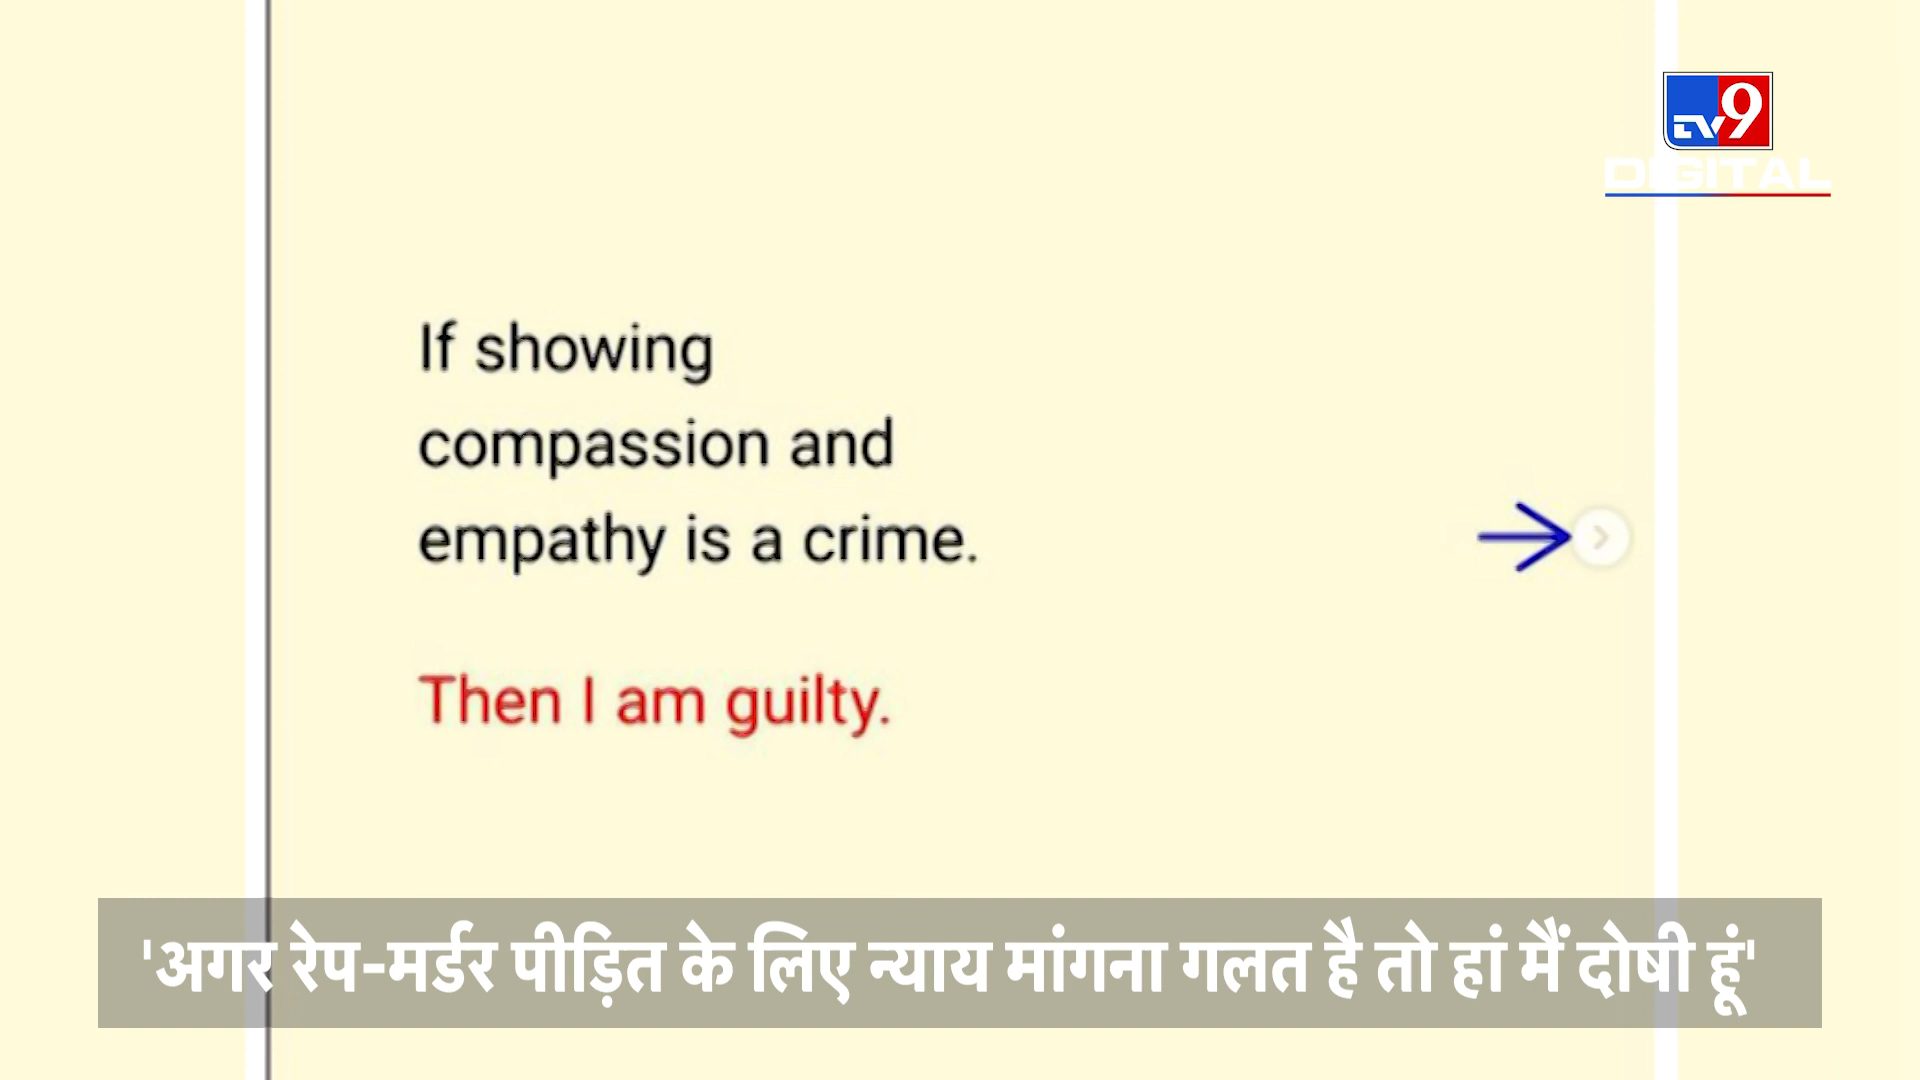 TV9
DIGITAL
If showing
compassion and
empathy is a crime.
Then I am guilty.
'अगर रेप-मर्डर पीड़ित के लिए न्याय मांगना गलत है तो हां मैं दोषी हूं'